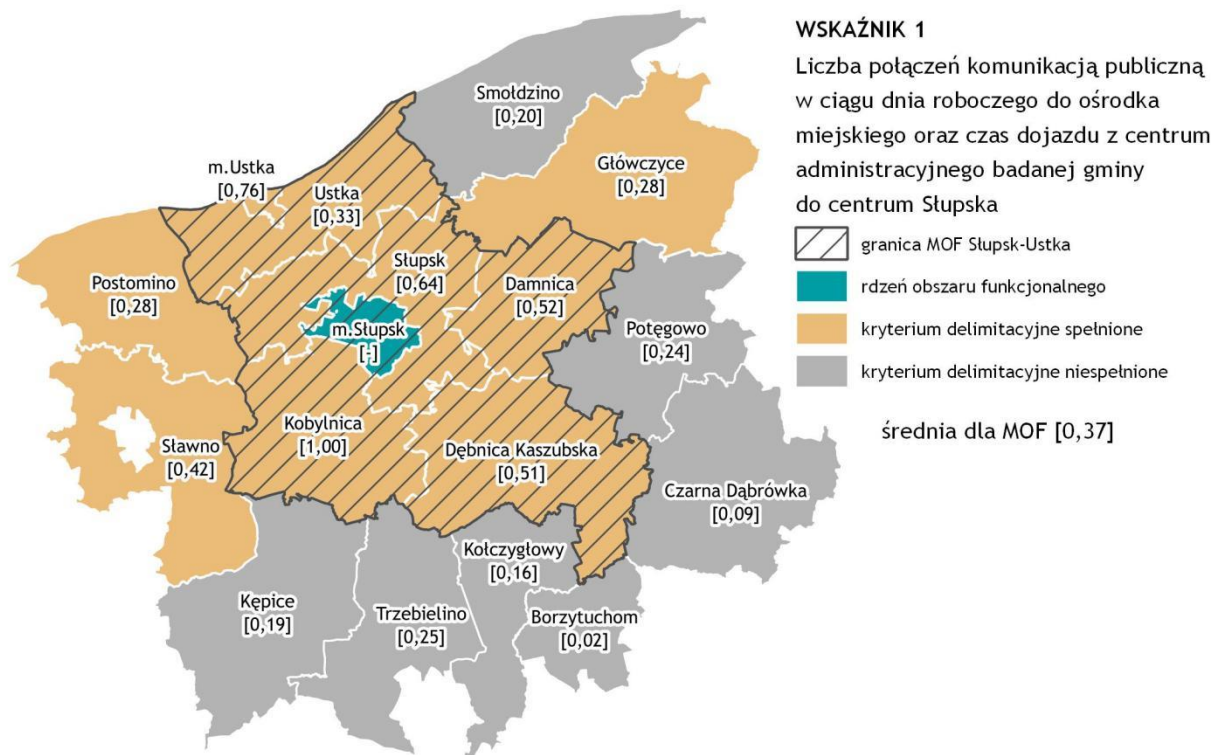 WSKAŹNIK 1
Liczba połączeń komunikacją publiczną
w ciągu dnia roboczego do ośrodka
miejskiego oraz czas dojazdu z centrum
administracyjnego badanej gminy
do centrum Słupska
granica MOF Słupsk-Ustka
rdzeń obszaru funkcjonalnego
kryterium delimitacyjne spełnione
kryterium delimitacyjne niespełnione
średnia dla MOF [0,37]
Smołdzino
[0,20]
Główczyce
[0,28]
m.Ustka
[0,76]
Ustka
[0,33]
Postomino
[0,28]
Słupsk
[0,64]
Damnica
[0,52]
m.Słupsk
[-]
Potęgowo
[0,24]
Sławno
[0,42]
Kobylnica
[1,00]
Dębnica Kaszubska
[0,51]
Czarna Dąbrówka
[0,09]
Kołczygłowy
[0,16]
Kępice
[0,19]
Trzebielino
[0,25]
Borzytuchom
[0,02]